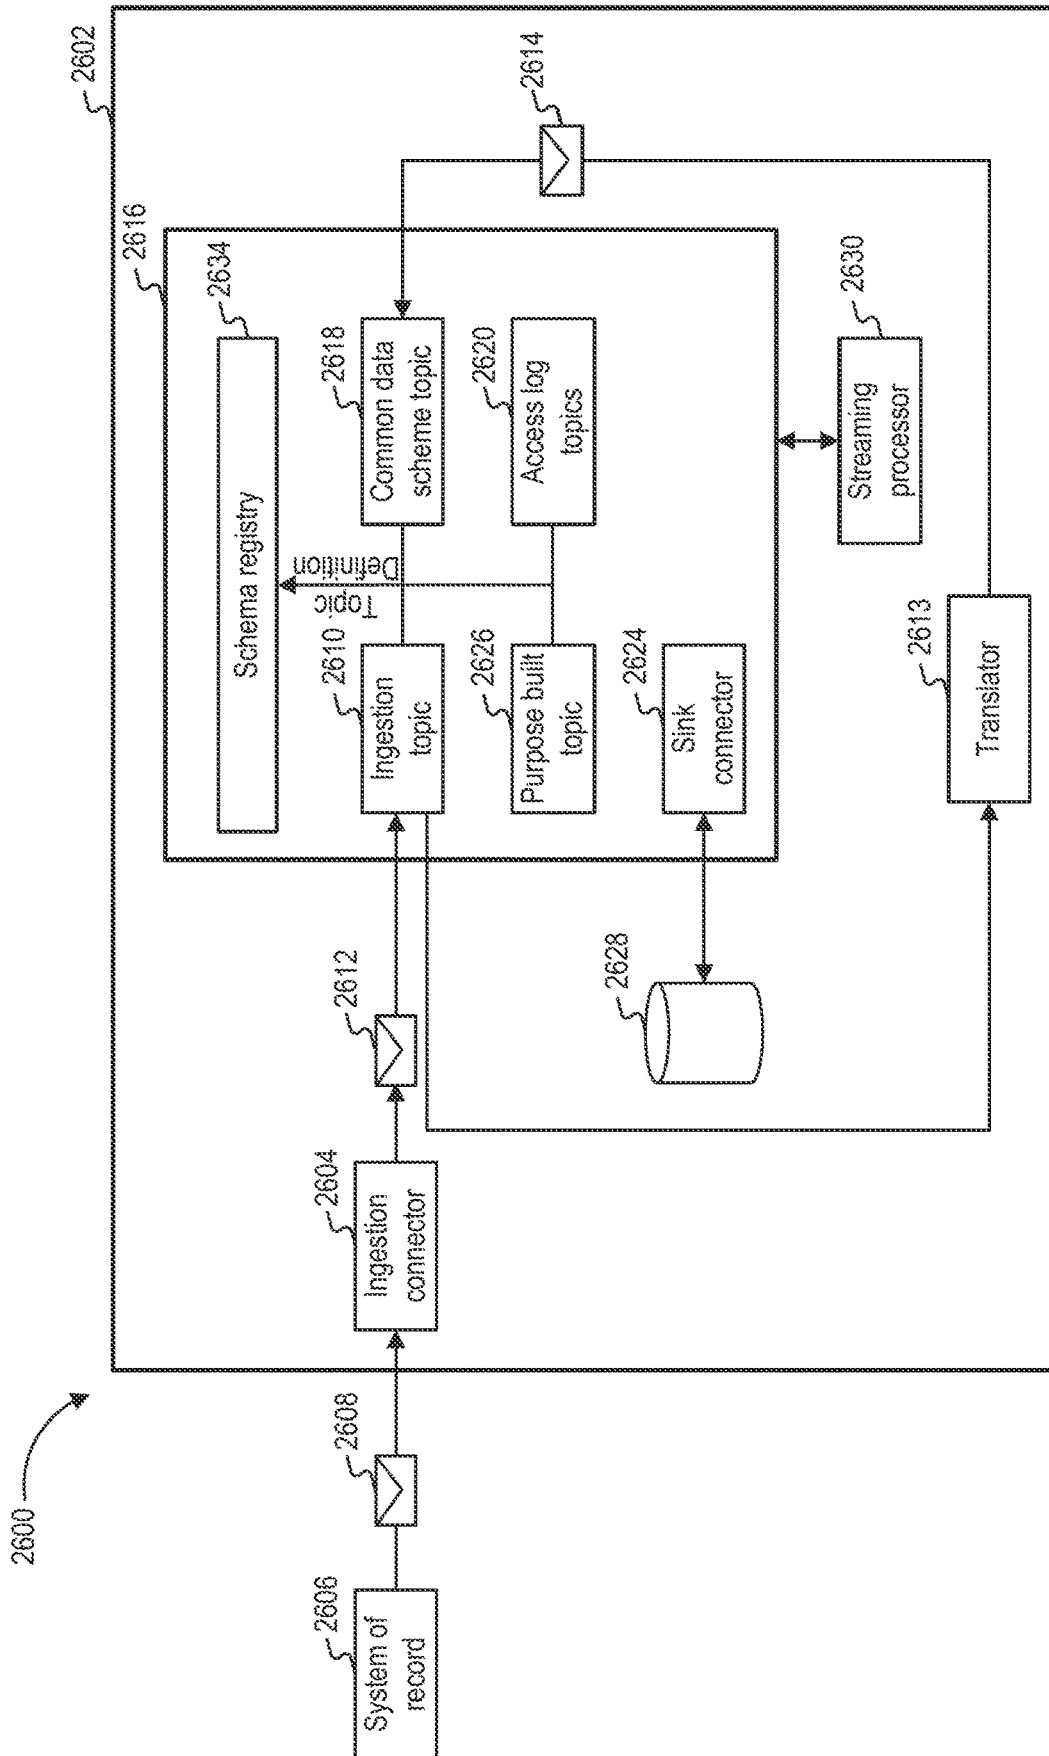 2600
2602
2616
2634
Schema registry
2614
2618
Common data
scheme topic
2610
Ingestion
topic
Topic
Definition
2620
Access log
topics
2626
Purpose built
topic
2624
Sink
connector
2630
Streaming
processor
2612
2604
Ingestion
connector
2608
2606
System of
record
2628
2613
Translator